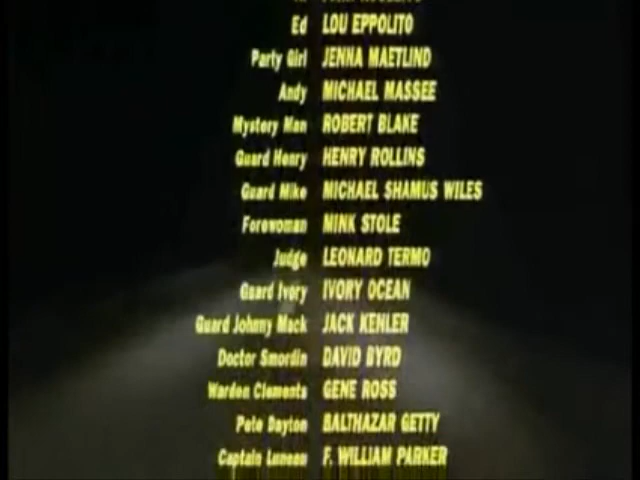 Ed LOU EPPOLITO
Party Girl JENNA MAETLIND
Andy MICHAEL MASSEE
Mystery Man ROBERT BLAKE
Guard Henry HENRY ROLLINS
Guard Mike MICHAEL SHAMUS WILES
Forewoman MINK STOLE
Judge LEONARD TERMO
Guard Ivory IVORY OCEAN
Guard Johnny Mack JACK KEHLER
Doctor Smordin DAVID BYRD
Warden Clements GENE ROSS
Pete Dayton BALTHAZAR GETTY
Captain Luneau F. WILLIAM PARKER